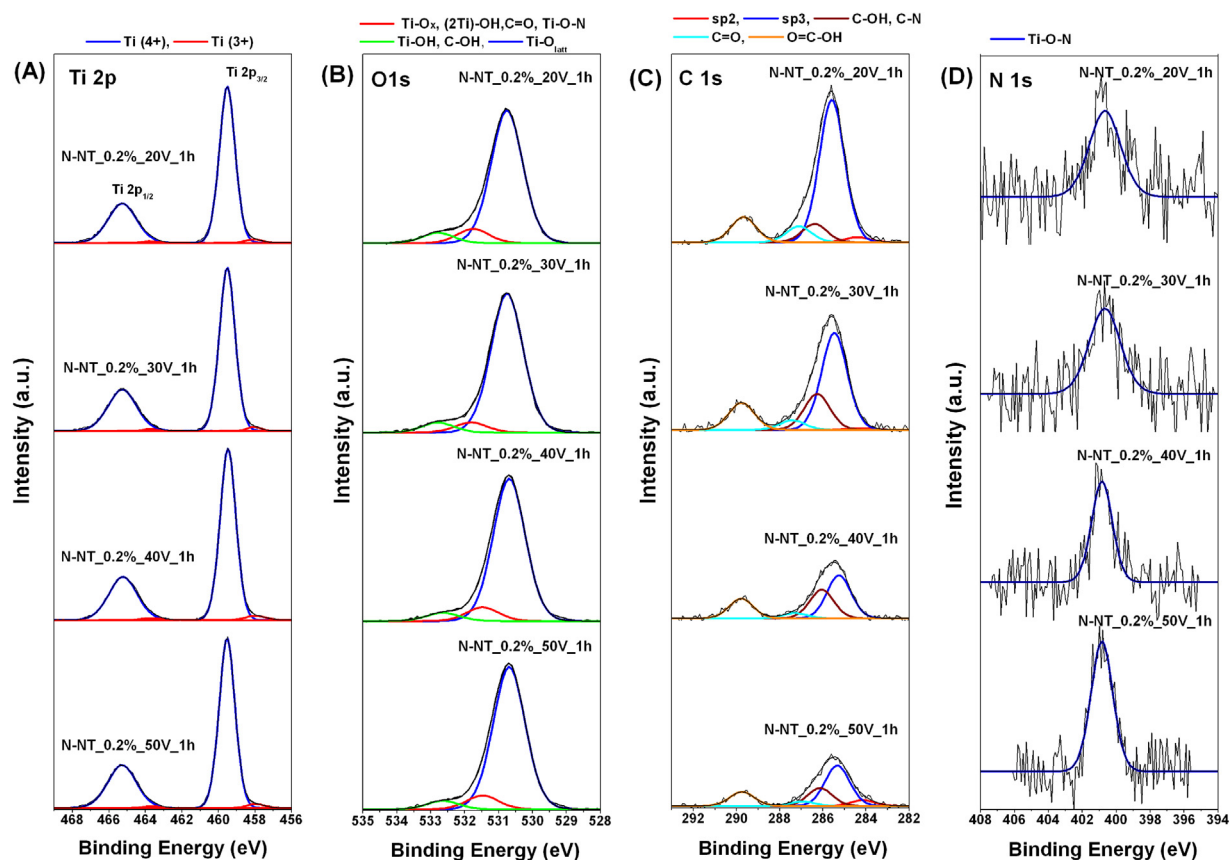 Ti (4+), Ti (3+)
(A)
Ti 2p
Ti 2p3/2
N-NT_0.2%_20V_1h
Ti 2p1/2
N-NT_0.2%_30V_1h
N-NT_0.2%_40V_1h
N-NT_0.2%_50V_1h
Intensity (a.u.)
468 466 464 462 460 458 456
Binding Energy (eV)
Ti-Ox, (2Ti)-OH,C=O, Ti-O-N
Ti-OH, C-OH, Ti-Olatt
(B)
O1s
N-NT_0.2%_20V_1h
N-NT_0.2%_30V_1h
N-NT_0.2%_40V_1h
N-NT_0.2%_50V_1h
Intensity (a.u.)
535 534 533 532 531 530 529 528
Binding Energy (eV)
sp2, sp3, C-OH, C-N
C=O, O=C-OH
(C)
C 1s
N-NT_0.2%_20V_1h
N-NT_0.2%_30V_1h
N-NT_0.2%_40V_1h
N-NT_0.2%_50V_1h
Intensity (a.u.)
292 290 288 286 284 282
Binding Energy (eV)
Ti-O-N
(D)
N 1s
N-NT_0.2%_20V_1h
N-NT_0.2%_30V_1h
N-NT_0.2%_40V_1h
N-NT_0.2%_50V_1h
Intensity (a.u.)
408 406 404 402 400 398 396 394
Binding Energy (eV)